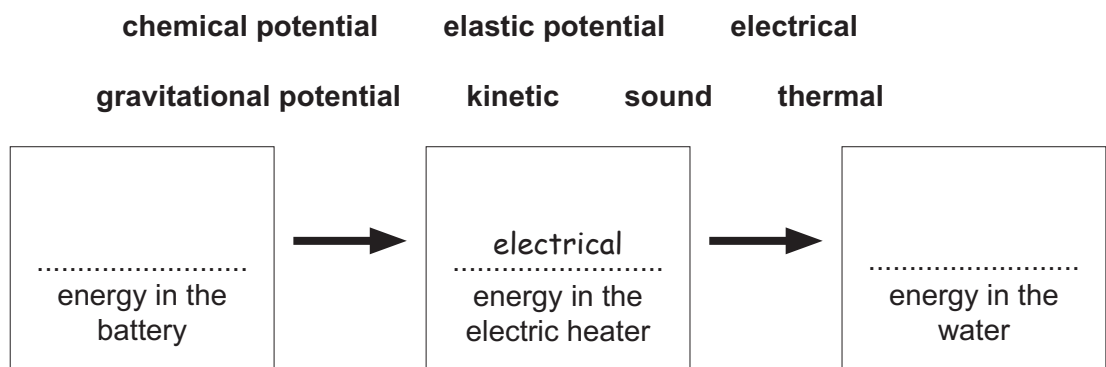 chemical potential elastic potential electrical
gravitational potential kinetic sound thermal
electrical
.......................... .......................... ..........................
energy in the energy in the energy in the
battery electric heater water